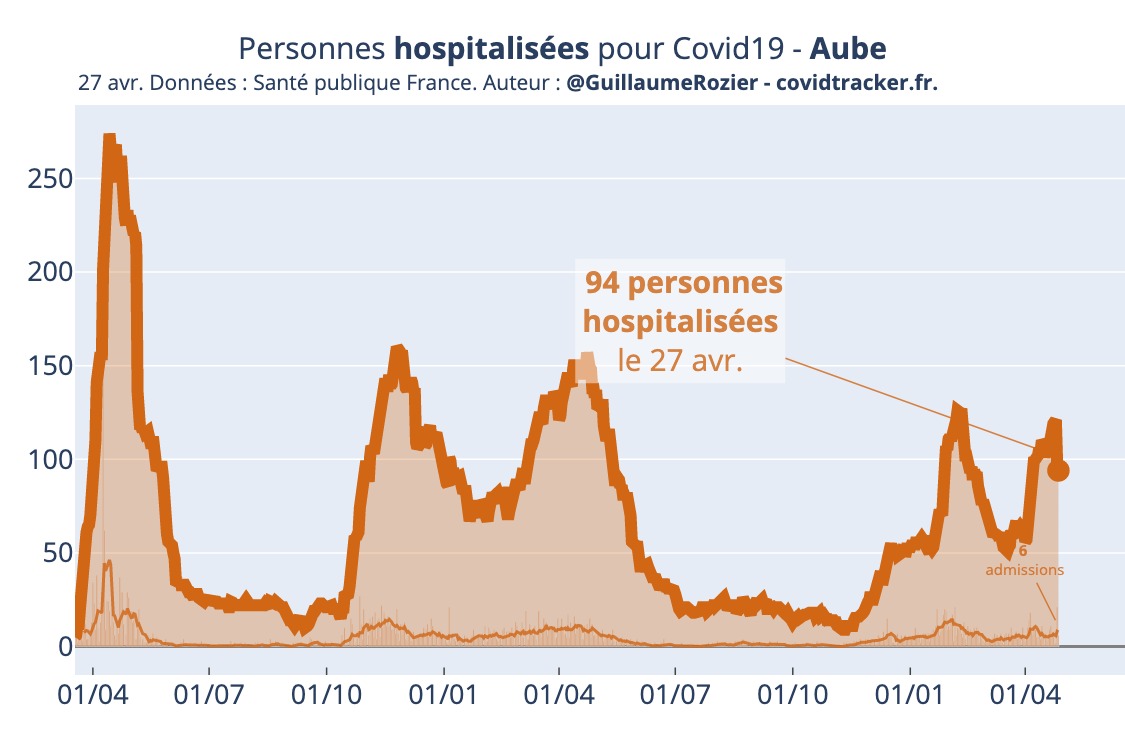 Personnes hospitalisées pour Covid19 - Aube
27 avr. Données : Santé publique France. Auteur : @GuillaumeRozier - covidtracker.fr.
250
200
94 personnes
hospitalisées
le 27 avr.
150
100
50
6
admissions
0
01/04 01/07 01/10 01/01 01/04 01/07 01/10 01/01 01/04